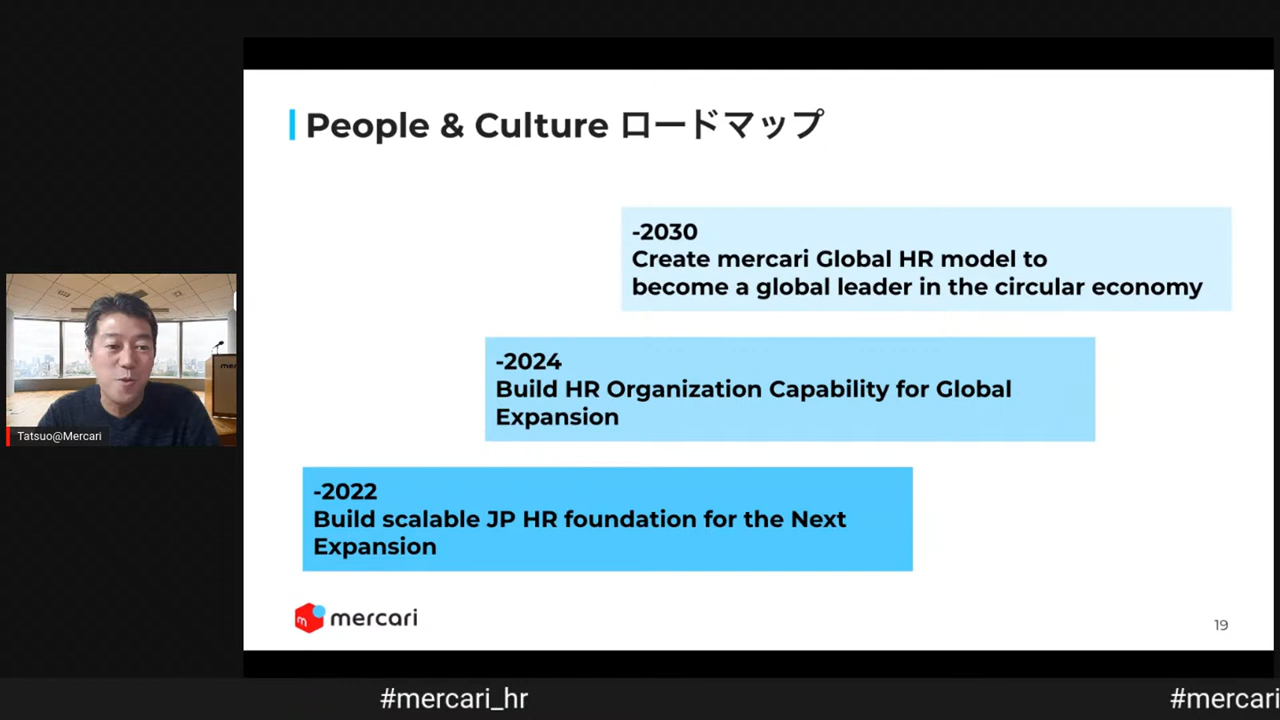 People & Culture ロードマップ
-2030
Create mercari Global HR model to
become a global leader in the circular economy
-2024
Build HR Organization Capability for Global
Expansion
-2022
Build scalable JP HR foundation for the Next
Expansion
mercari
19
mer
Tatsuo@Mercari
#mercari_hr
#mercari